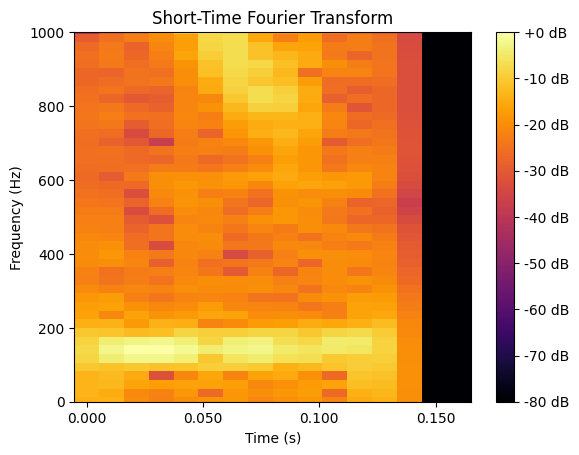 Short-Time Fourier Transform
1000
800
600
400
200
0
Frequency (Hz)
0.000
0.050
0.100
0.150
Time (s)
+0 dB
-10 dB
-20 dB
-30 dB
-40 dB
-50 dB
-60 dB
-70 dB
-80 dB